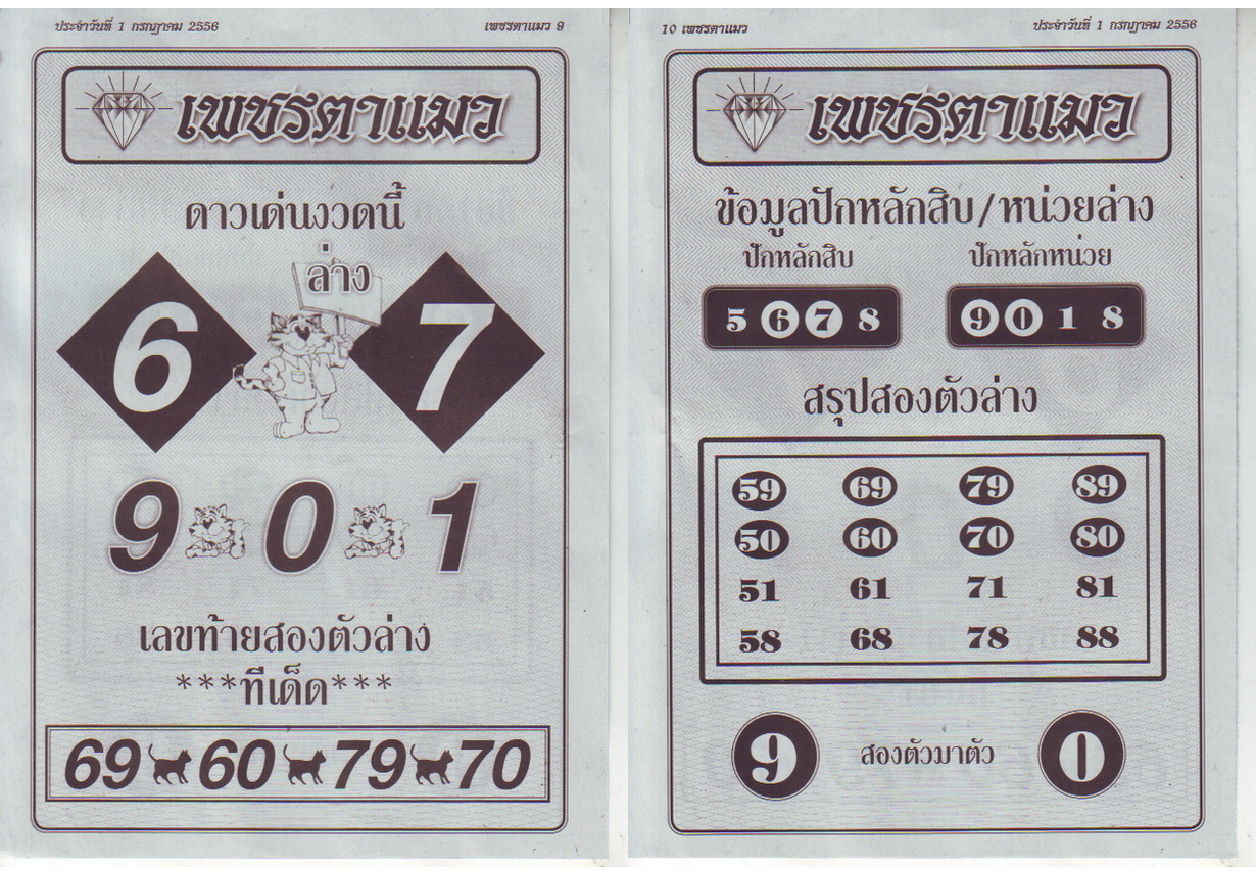 ประจำวันที่ 1 กรกฎาคม 2556
เพชรตาแมว 9
เพชรตาแมว
ดาวเด่นงวดนี้
ล่าง
6 7
9 0 1
เลขท้ายสองตัวล่าง
***ทีเด็ด***
69 60 79 70
10 เพชรตาแมว
ประจำวันที่ 1 กรกฎาคม 2556
เพชรตาแมว
ข้อมูลปักหลักสิบ/หน่วยล่าง
ปักหลักสิบ ปักหลักหน่วย
5 6 7 8 9 0 1 8
สรุปสองตัวล่าง
59 69 79 89
50 60 70 80
51 61 71 81
58 68 78 88
9 สองตัวมาตัว 0